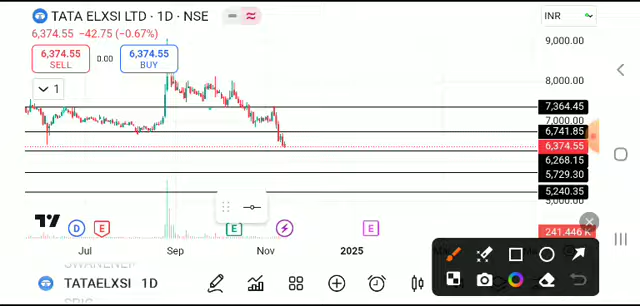 TATA ELXSI LTD · 1D · NSE
INR
6,374.55 −42.75 (−0.67%)
9,000.00
6,374.55
SELL
0.00
6,374.55
BUY
8,000.00
1
7,364.45
7,000.00
6,741.85
6,374.55
6,268.15
5,729.30
5,240.35
5,000.00
D
E
E
E
241.446 K
Jul
Sep
Nov
2025
TATAELXSI 1D